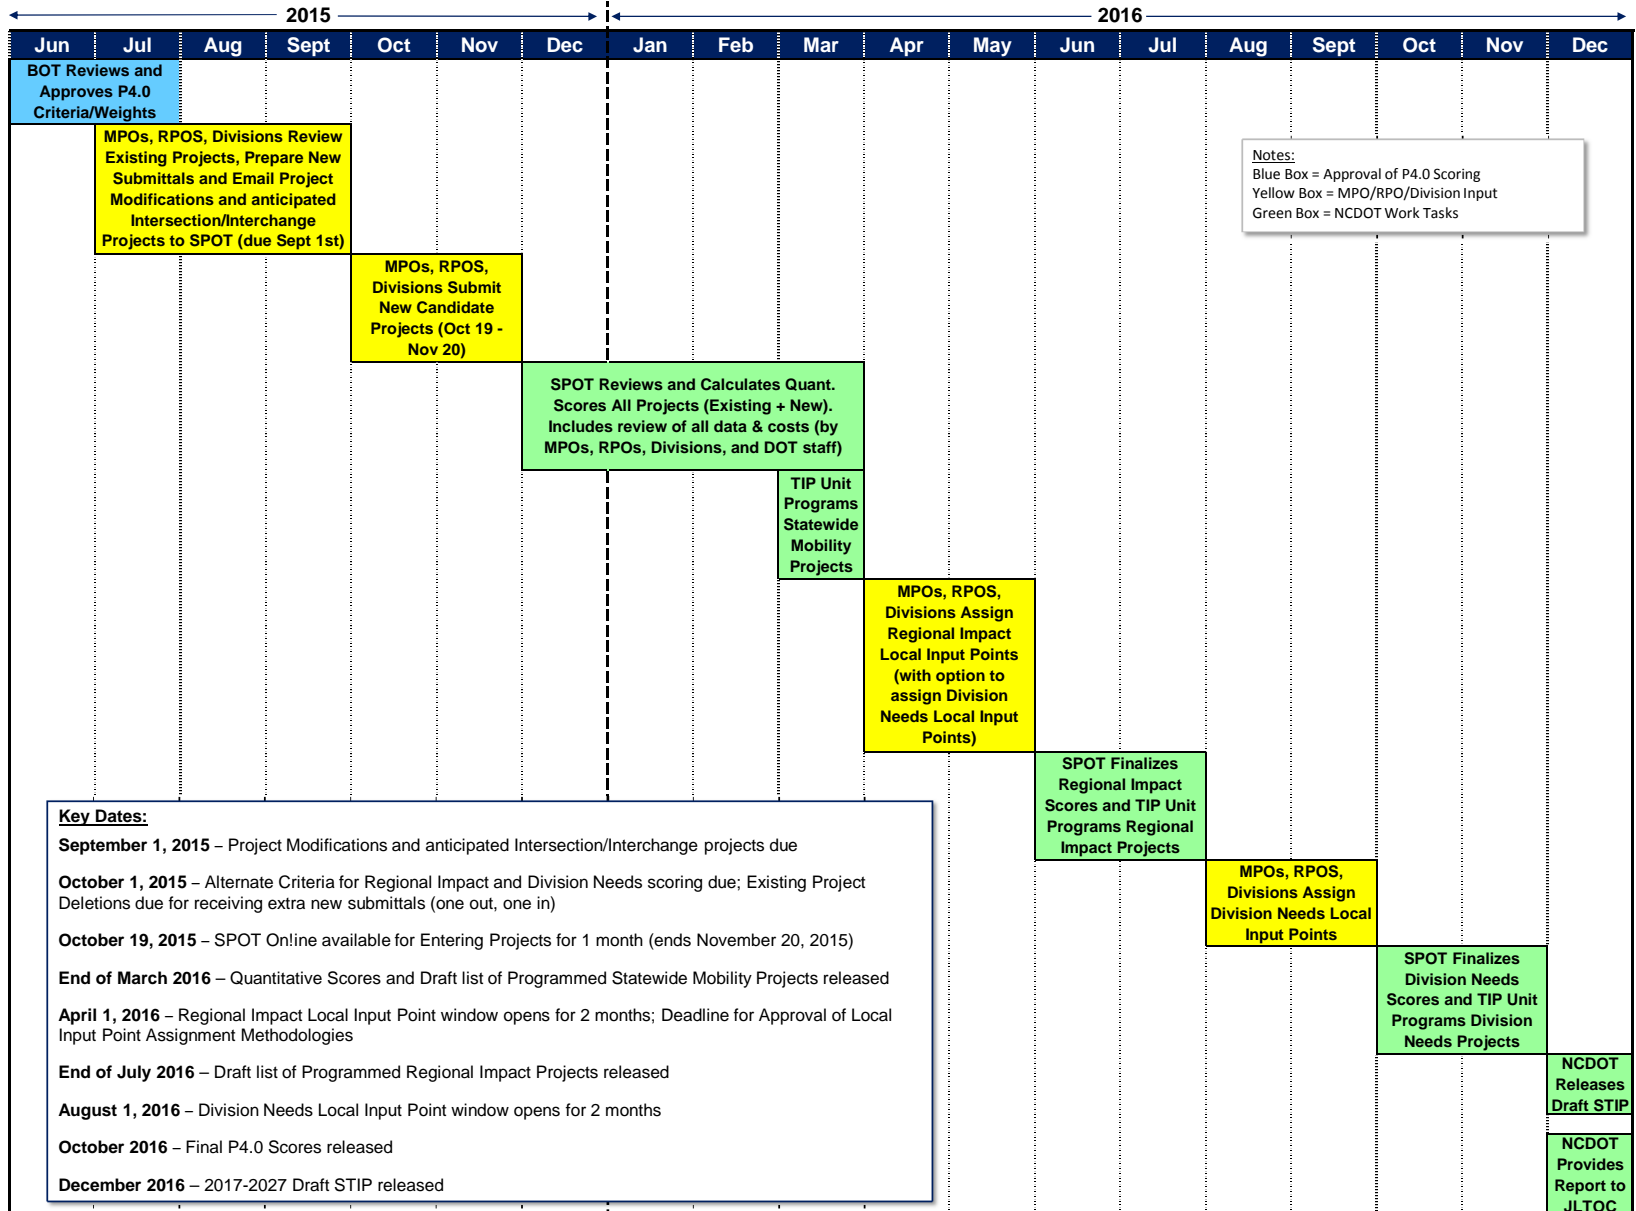 2015
2016
Jun Jul Aug Sept Oct Nov Dec Jan Feb Mar Apr May Jun Jul Aug Sept Oct Nov Dec
BOT Reviews and
Approves P4.0
Criteria/Weights
MPOs, RPOS, Divisions Review
Existing Projects, Prepare New
Submittals and Email Project
Modifications and anticipated
Intersection/Interchange
Projects to SPOT (due Sept 1st)
Notes:
Blue Box = Approval of P4.0 Scoring
Yellow Box = MPO/RPO/Division Input
Green Box = NCDOT Work Tasks
MPOs, RPOS,
Divisions Submit
New Candidate
Projects (Oct 19 -
Nov 20)
SPOT Reviews and Calculates Quant.
Scores All Projects (Existing + New).
Includes review of all data & costs (by
MPOs, RPOs, Divisions, and DOT staff)
TIP Unit
Programs
Statewide
Mobility
Projects
MPOs, RPOS,
Divisions Assign
Regional Impact
Local Input Points
(with option to
assign Division
Needs Local Input
Points)
SPOT Finalizes
Regional Impact
Scores and TIP Unit
Programs Regional
Impact Projects
MPOs, RPOS,
Divisions Assign
Division Needs Local
Input Points
SPOT Finalizes
Division Needs
Scores and TIP Unit
Programs Division
Needs Projects
NCDOT
Releases
Draft STIP
NCDOT
Provides
Report to
JLTOC
Key Dates:
September 1, 2015 – Project Modifications and anticipated Intersection/Interchange projects due
October 1, 2015 – Alternate Criteria for Regional Impact and Division Needs scoring due; Existing Project
Deletions due for receiving extra new submittals (one out, one in)
October 19, 2015 – SPOT On!ine available for Entering Projects for 1 month (ends November 20, 2015)
End of March 2016 – Quantitative Scores and Draft list of Programmed Statewide Mobility Projects released
April 1, 2016 – Regional Impact Local Input Point window opens for 2 months; Deadline for Approval of Local
Input Point Assignment Methodologies
End of July 2016 – Draft list of Programmed Regional Impact Projects released
August 1, 2016 – Division Needs Local Input Point window opens for 2 months
October 2016 – Final P4.0 Scores released
December 2016 – 2017-2027 Draft STIP released